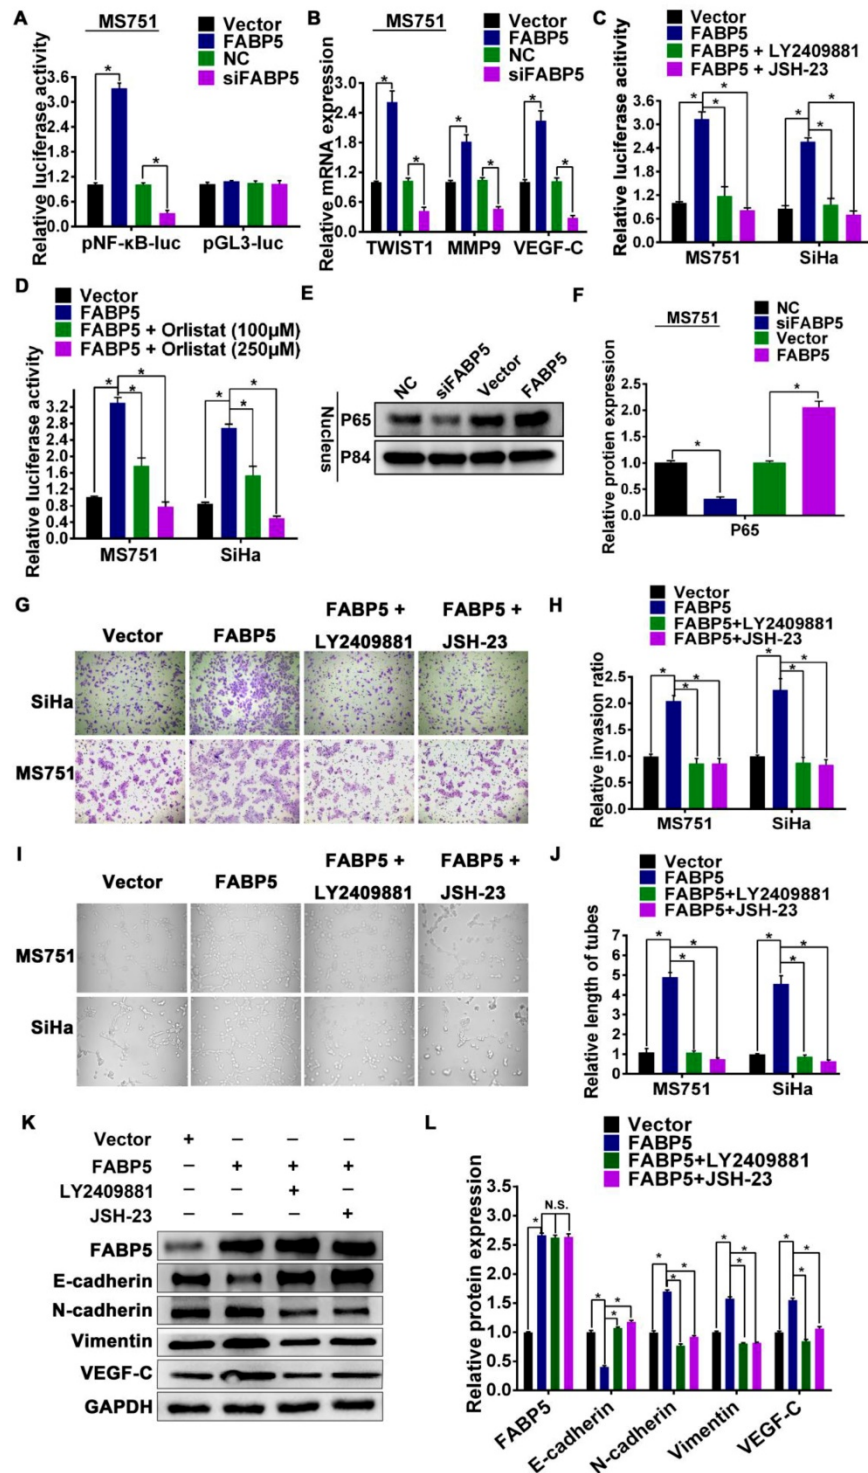 A
MS751
Vector
FABP5
NC
siFABP5
Relative luciferase activity
3.6
3.0
2.4
1.8
1.2
0.6
0.0
*
*
pNF-κB-luc
pGL3-luc
B
MS751
Vector
FABP5
NC
siFABP5
Relative mRNA expression
3.0
2.4
1.8
1.2
0.6
0.0
* * * * * *
TWIST1
MMP9
VEGF-C
C
Vector
FABP5
FABP5 + LY2409881
FABP5 + JSH-23
Relative luciferase acitivity
3.6
3.0
2.4
1.8
1.2
0.6
0.0
* * * * * *
MS751
SiHa
D
Vector
FABP5
FABP5 + Orlistat (100μM)
FABP5 + Orlistat (250μM)
Relative luciferase activity
3.2
2.8
2.4
2.0
1.6
1.2
0.8
0.4
0.0
* * * * * *
MS751
SiHa
E
NC
siFABP5
Vector
FABP5
Nucleus
P65
P84
F
MS751
NC
siFABP5
Vector
FABP5
Relative protien expression
2.5
2.0
1.5
1.0
0.5
0.0
*
*
P65
G
Vector
FABP5
FABP5 +
LY2409881
FABP5 +
JSH-23
SiHa
MS751
H
Vector
FABP5
FABP5+LY2409881
FABP5+JSH-23
Relative invasion ratio
2.5
2.0
1.5
1.0
0.5
0.0
* * * * * *
MS751
SiHa
I
Vector
FABP5
FABP5 +
LY2409881
FABP5 +
JSH-23
MS751
SiHa
J
Vector
FABP5
FABP5+LY2409881
FABP5+JSH-23
Relative length of tubes
7
6
5
4
3
2
1
0
* * * * * *
MS751
SiHa
K
Vector + − − −
FABP5 − + + +
LY2409881 − − + −
JSH-23 − − − +
FABP5
E-cadherin
N-cadherin
Vimentin
VEGF-C
GAPDH
L
Vector
FABP5
FABP5+LY2409881
FABP5+JSH-23
Relative protein expression
3.5
3.0
2.5
2.0
1.5
1.0
0.5
0.0
N.S.
* * * * * * * * * * * * *
FABP5
E-cadherin
N-cadherin
Vimentin
VEGF-C